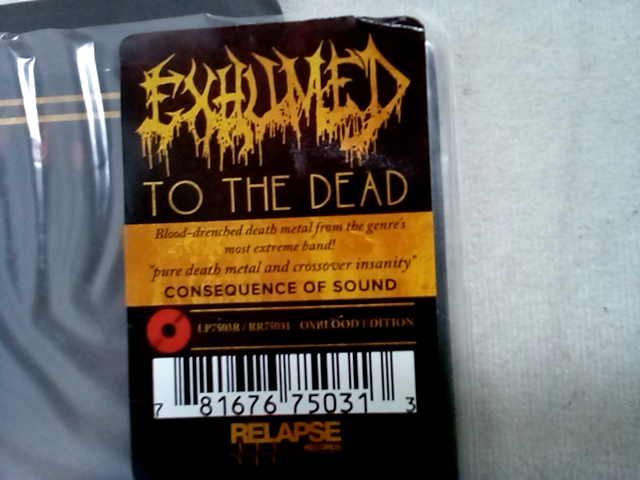 EXHUMED
TO THE DEAD
Blood-drenched death metal from the genre's
most extreme band!
"pure death metal and crossover insanity"
CONSEQUENCE OF SOUND
LP7503R / RR75031 - OXBLOOD EDITION
7 81676 75031 3
RELAPSE
RECORDS